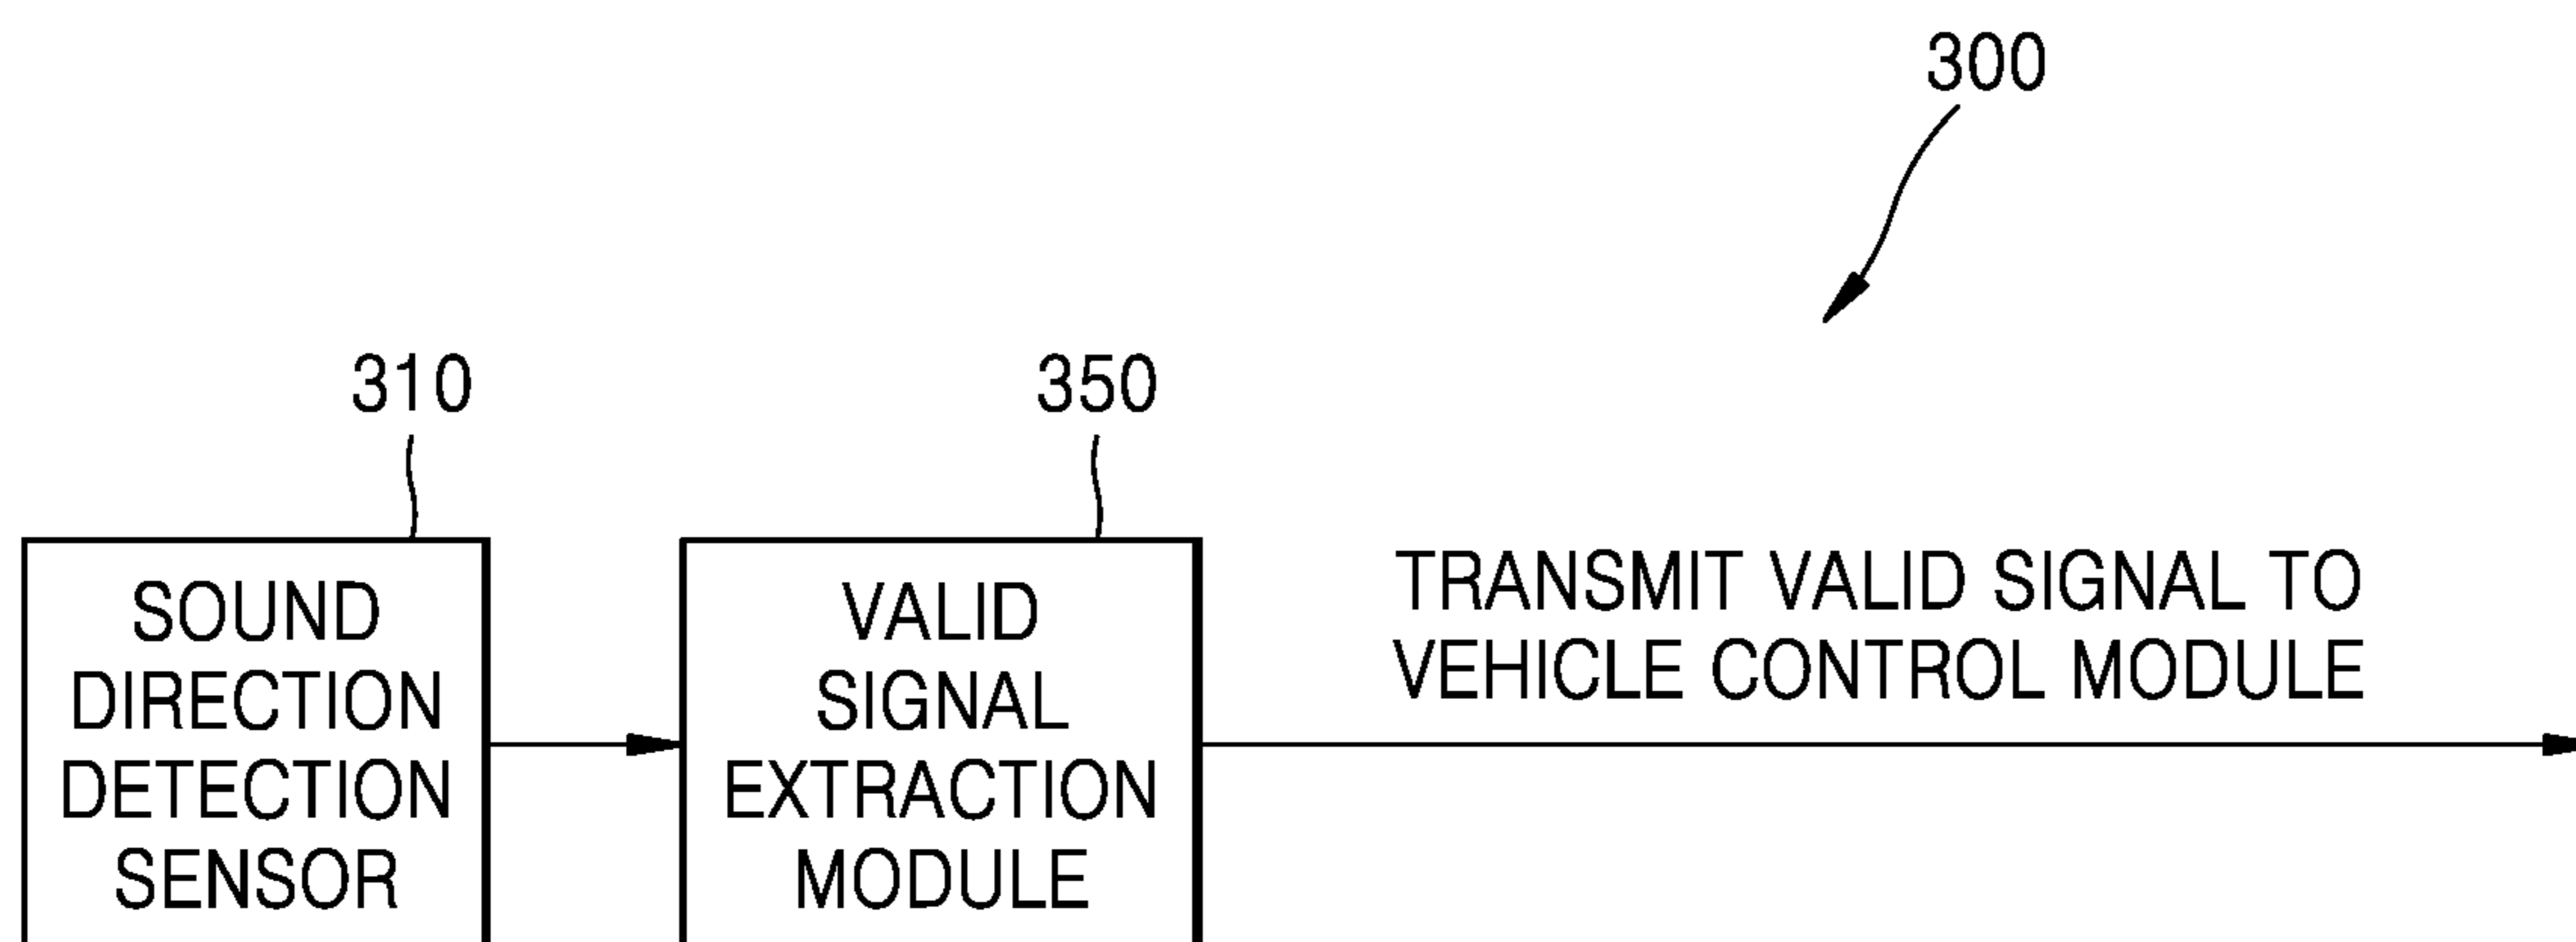 300
310
350
SOUND
DIRECTION
DETECTION
SENSOR
VALID
SIGNAL
EXTRACTION
MODULE
TRANSMIT VALID SIGNAL TO
VEHICLE CONTROL MODULE